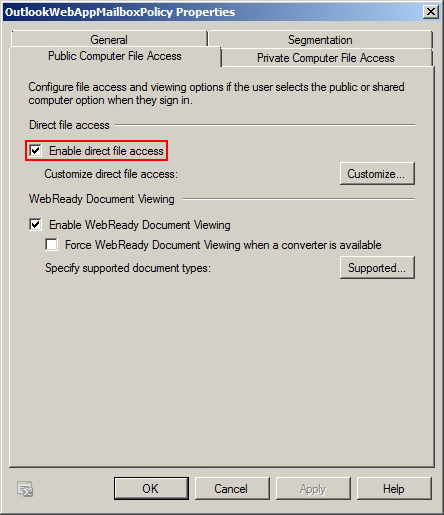 OutlookWebAppMailboxPolicy Properties
General
Segmentation
Public Computer File Access
Private Computer File Access
Configure file access and viewing options if the user selects the public or shared
computer option when they sign in.
Direct file access
Enable direct file access
Customize direct file access:
Customize...
WebReady Document Viewing
Enable WebReady Document Viewing
Force WebReady Document Viewing when a converter is available
Specify supported document types:
Supported...
OK
Cancel
Apply
Help